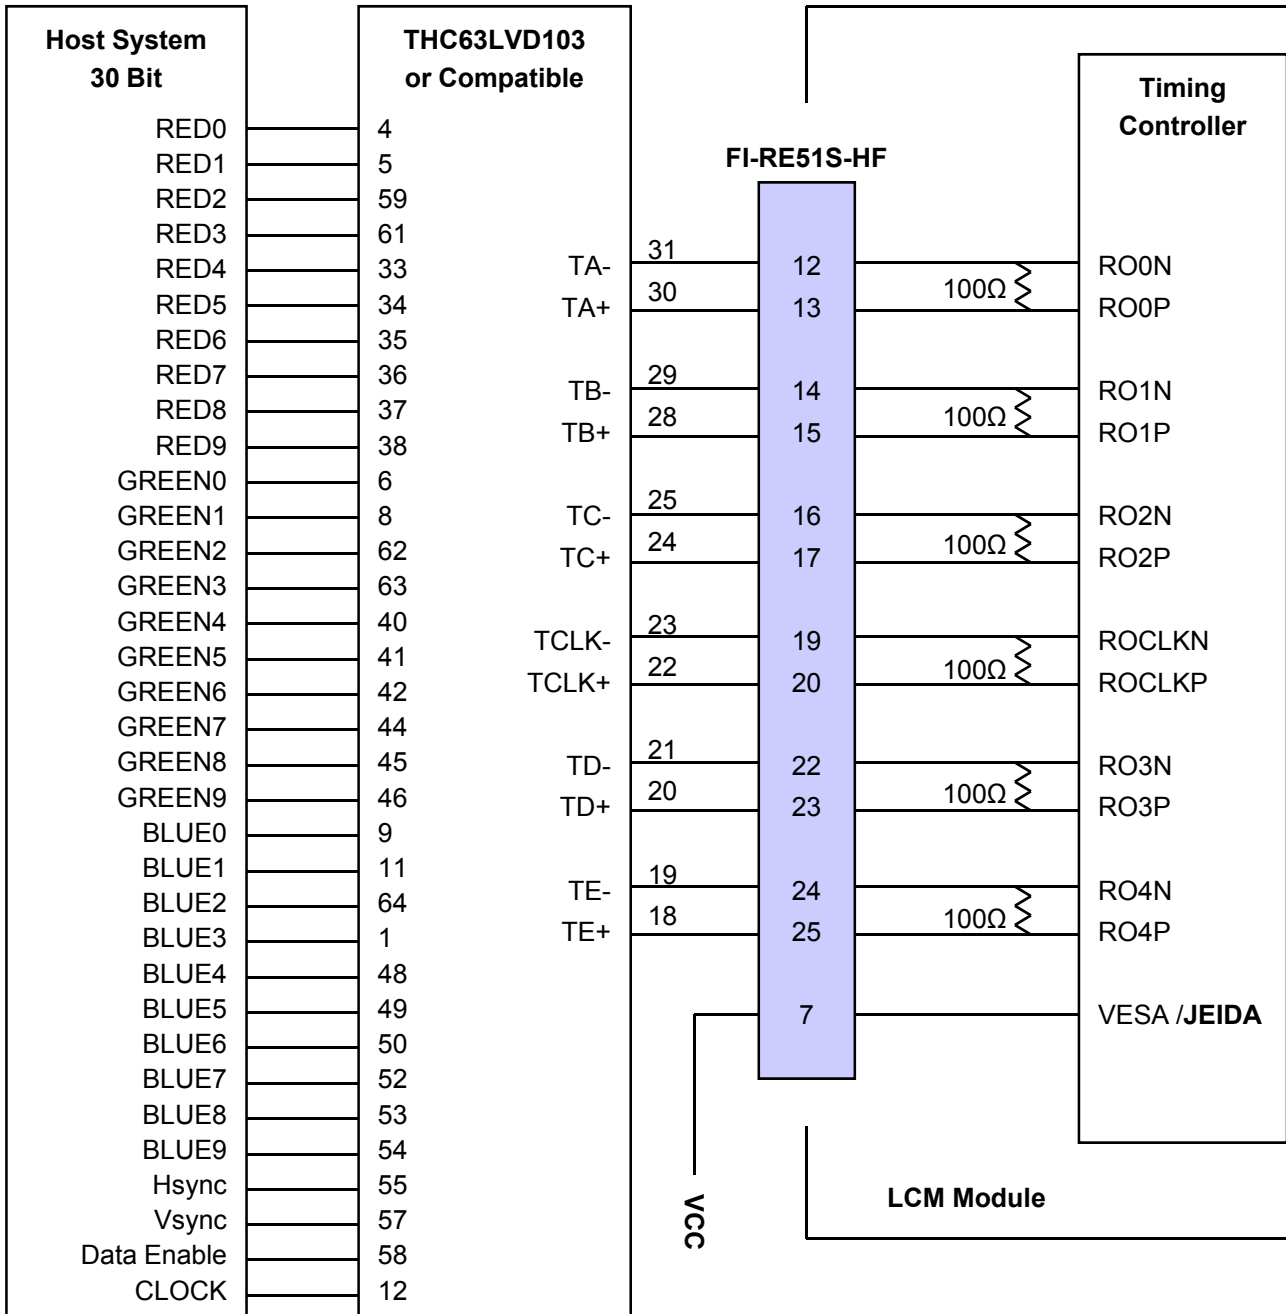 Host System
30 Bit
RED0
RED1
RED2
RED3
RED4
RED5
RED6
RED7
RED8
RED9
GREEN0
GREEN1
GREEN2
GREEN3
GREEN4
GREEN5
GREEN6
GREEN7
GREEN8
GREEN9
BLUE0
BLUE1
BLUE2
BLUE3
BLUE4
BLUE5
BLUE6
BLUE7
BLUE8
BLUE9
Hsync
Vsync
Data Enable
CLOCK
THC63LVD103
or Compatible
4
5
59
61
33
34
35
36
37
38
6
8
62
63
40
41
42
44
45
46
9
11
64
1
48
49
50
52
53
54
55
57
58
12
TA-
TA+
TB-
TB+
TC-
TC+
TCLK-
TCLK+
TD-
TD+
TE-
TE+
31
30
29
28
25
24
23
22
21
20
19
18
VCC
FI-RE51S-HF
12
13
14
15
16
17
19
20
22
23
24
25
7
100Ω
100Ω
100Ω
100Ω
100Ω
100Ω
Timing
Controller
RO0N
RO0P
RO1N
RO1P
RO2N
RO2P
ROCLKN
ROCLKP
RO3N
RO3P
RO4N
RO4P
VESA /JEIDA
LCM Module